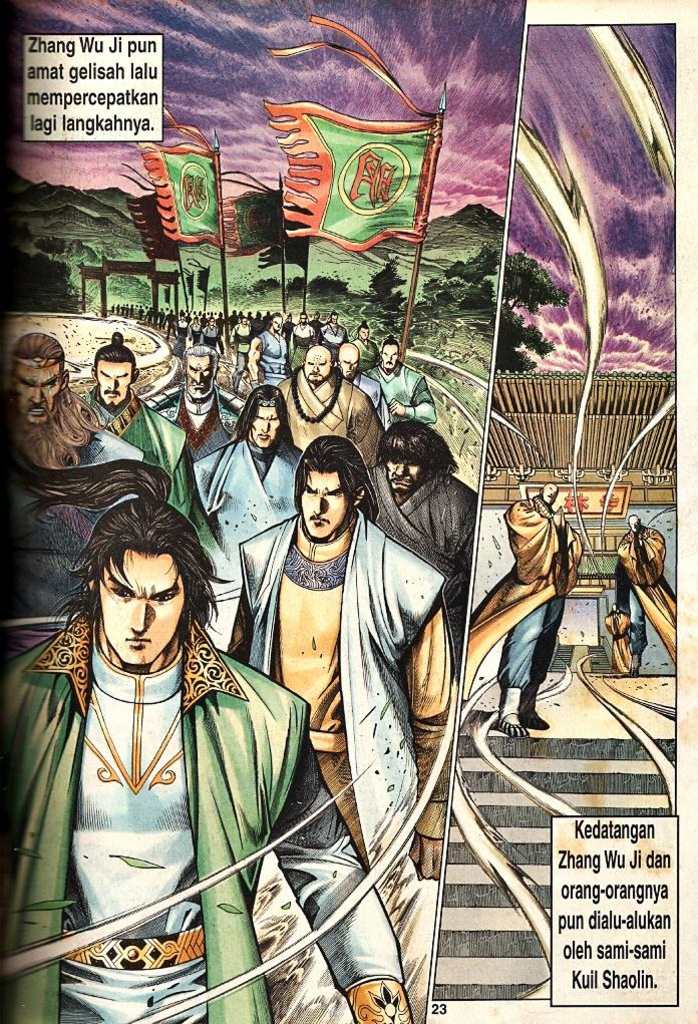 Zhang Wu Ji pun
amat gelisah lalu
mempercepatkan
lagi langkahnya.
Kedatangan
Zhang Wu Ji dan
orang-orangnya
pun dialu-alukan
oleh sami-sami
Kuil Shaolin.
23